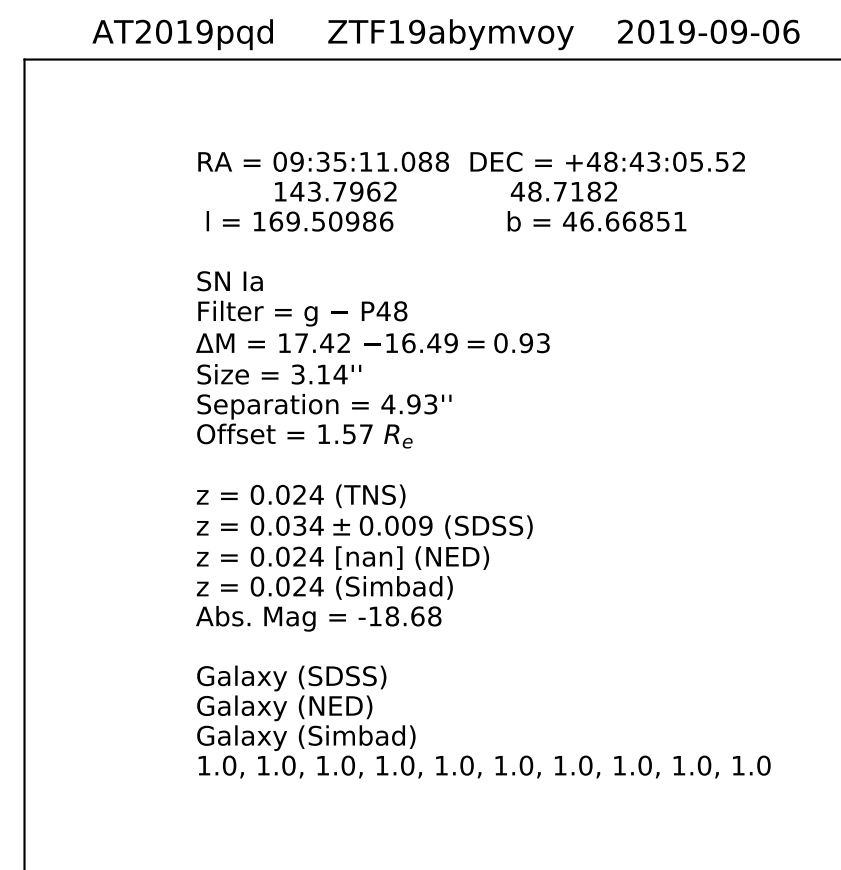 AT2019pqd ZTF19abymvoy 2019-09-06
RA = 09:35:11.088 DEC = +48:43:05.52
143.7962 48.7182
l = 169.50986 b = 46.66851
SN Ia
Filter = g − P48
ΔM = 17.42 −16.49 = 0.93
Size = 3.14''
Separation = 4.93''
Offset = 1.57 Rₑ
z = 0.024 (TNS)
z = 0.034 ± 0.009 (SDSS)
z = 0.024 [nan] (NED)
z = 0.024 (Simbad)
Abs. Mag = -18.68
Galaxy (SDSS)
Galaxy (NED)
Galaxy (Simbad)
1.0, 1.0, 1.0, 1.0, 1.0, 1.0, 1.0, 1.0, 1.0, 1.0